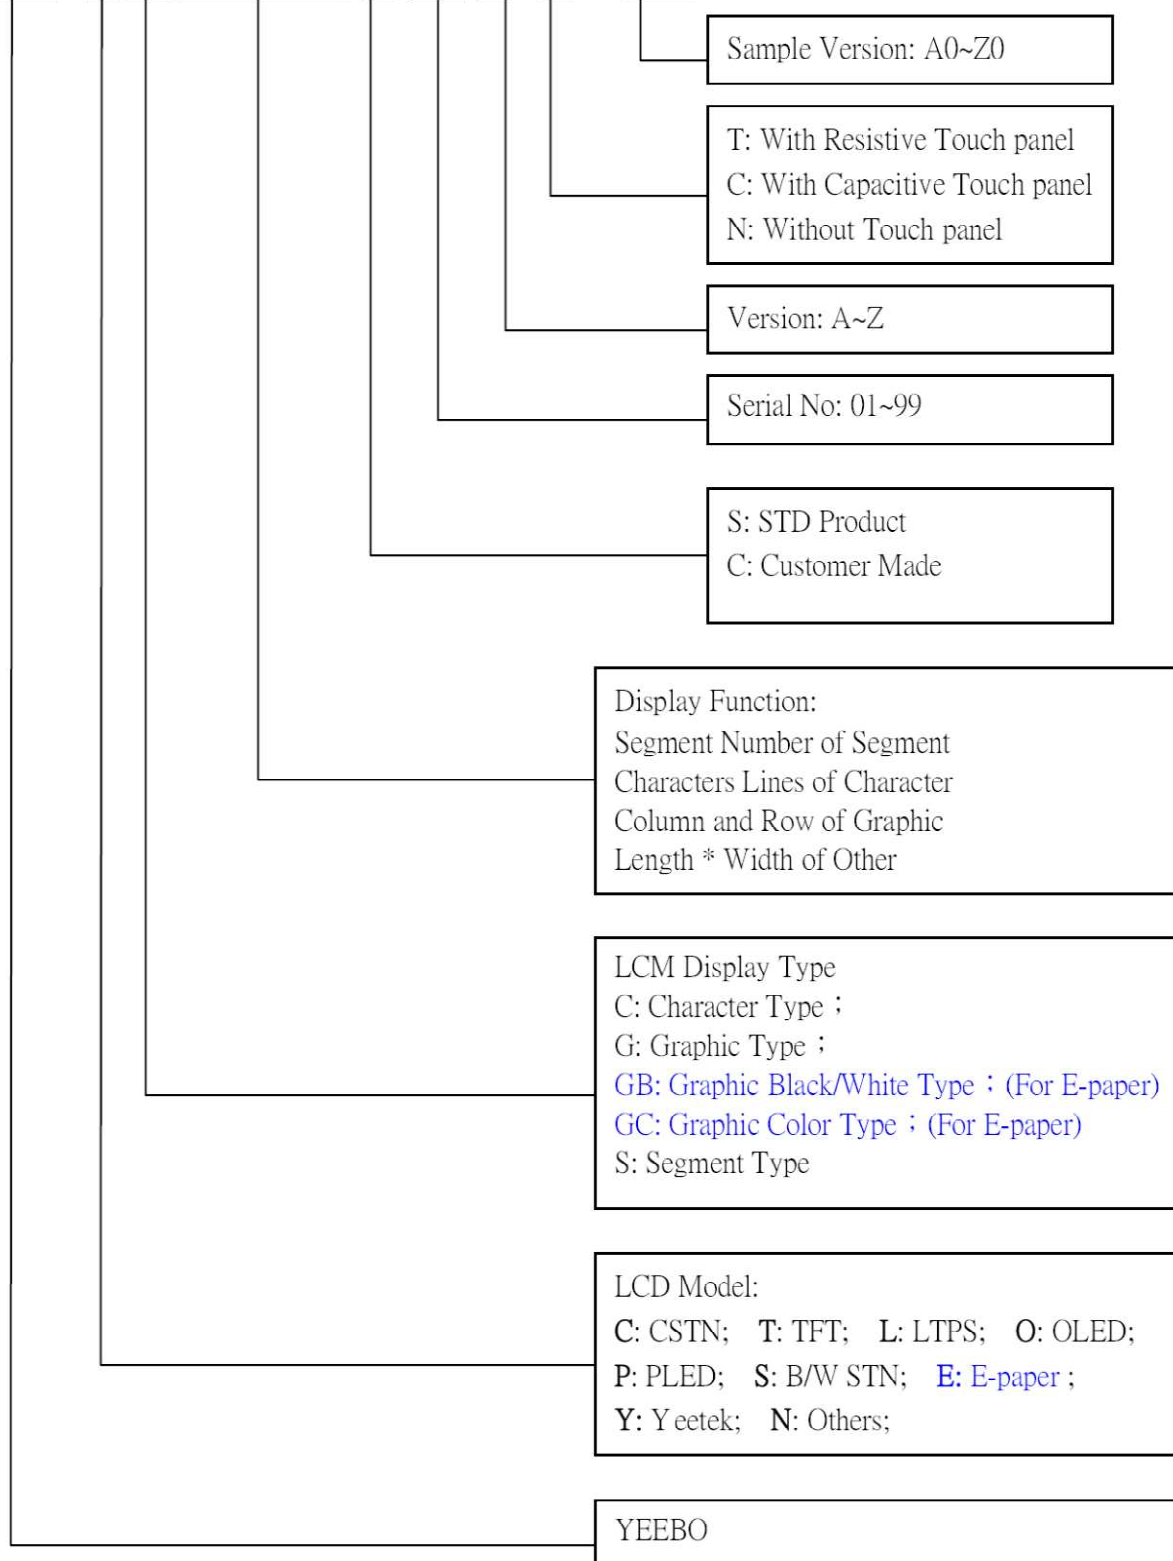 Sample Version: A0~Z0
T: With Resistive Touch panel
C: With Capacitive Touch panel
N: Without Touch panel
Version: A~Z
Serial No: 01~99
S: STD Product
C: Customer Made
Display Function:
Segment Number of Segment
Characters Lines of Character
Column and Row of Graphic
Length * Width of Other
LCM Display Type
C: Character Type；
G: Graphic Type；
GB: Graphic Black/White Type；(For E-paper)
GC: Graphic Color Type；(For E-paper)
S: Segment Type
LCD Model:
C: CSTN; T: TFT; L: LTPS; O: OLED;
P: PLED; S: B/W STN; E: E-paper ;
Y: Yeetek; N: Others;
YEEBO